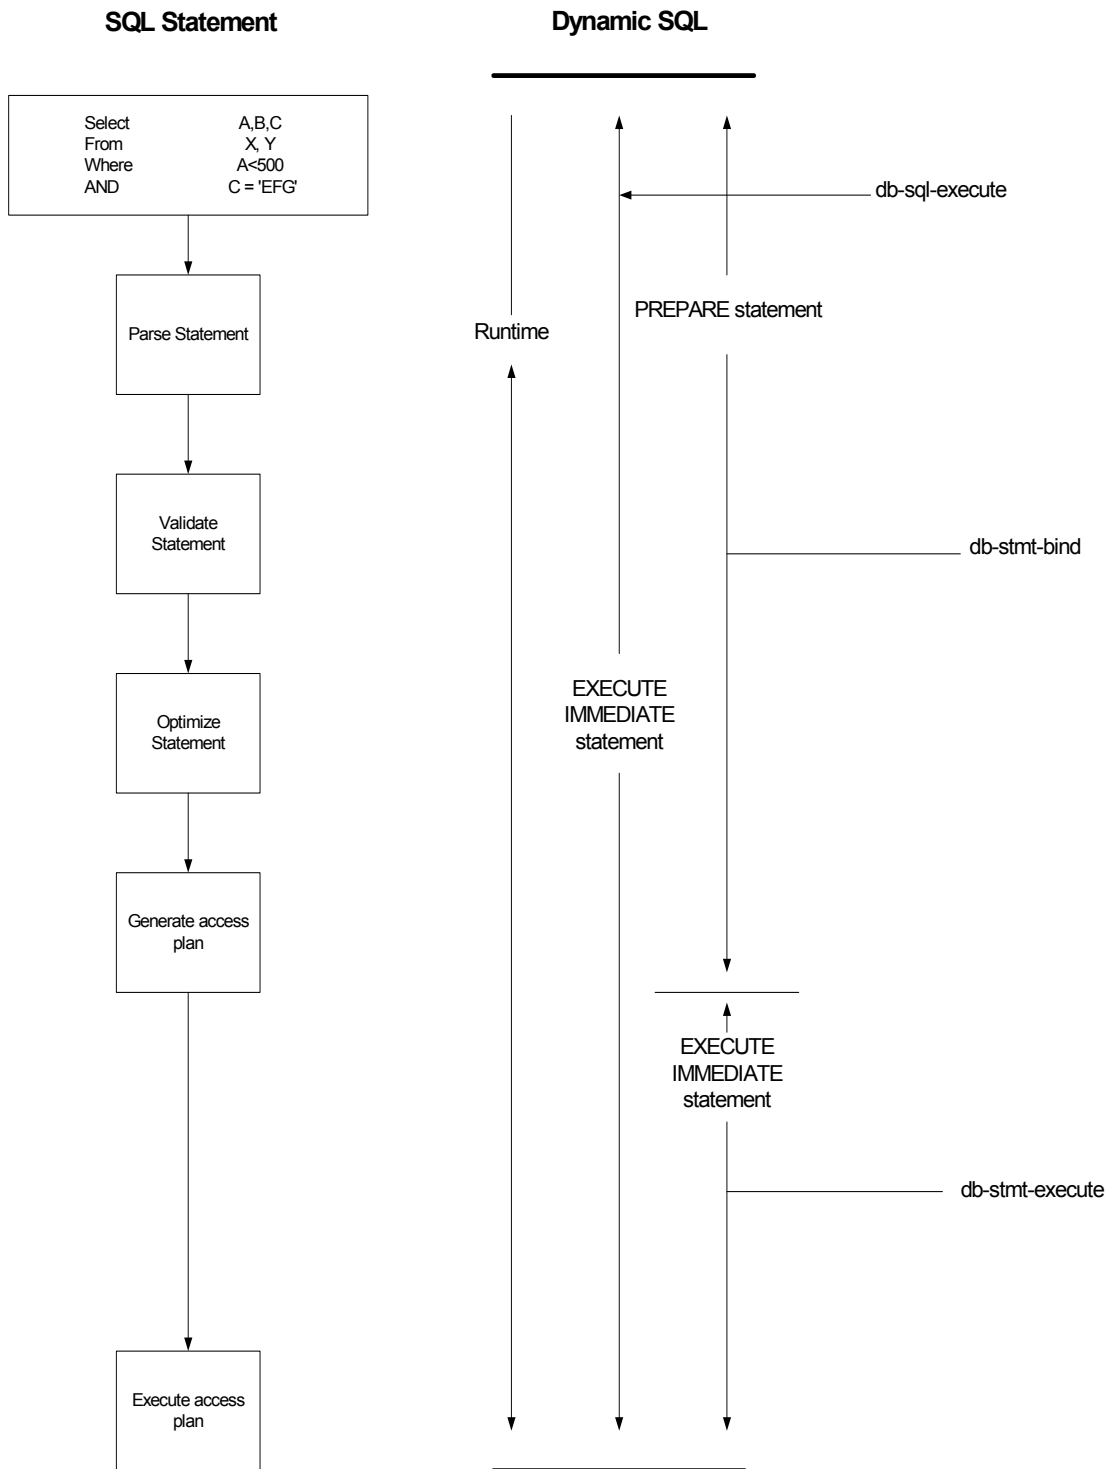 SQL Statement
Dynamic SQL
Select A,B,C
From X, Y
Where A<500
AND C = 'EFG'
db-sql-execute
Parse Statement
Runtime
PREPARE statement
Validate
Statement
db-stmt-bind
Optimize
Statement
EXECUTE
IMMEDIATE
statement
Generate access
plan
EXECUTE
IMMEDIATE
statement
db-stmt-execute
Execute access
plan